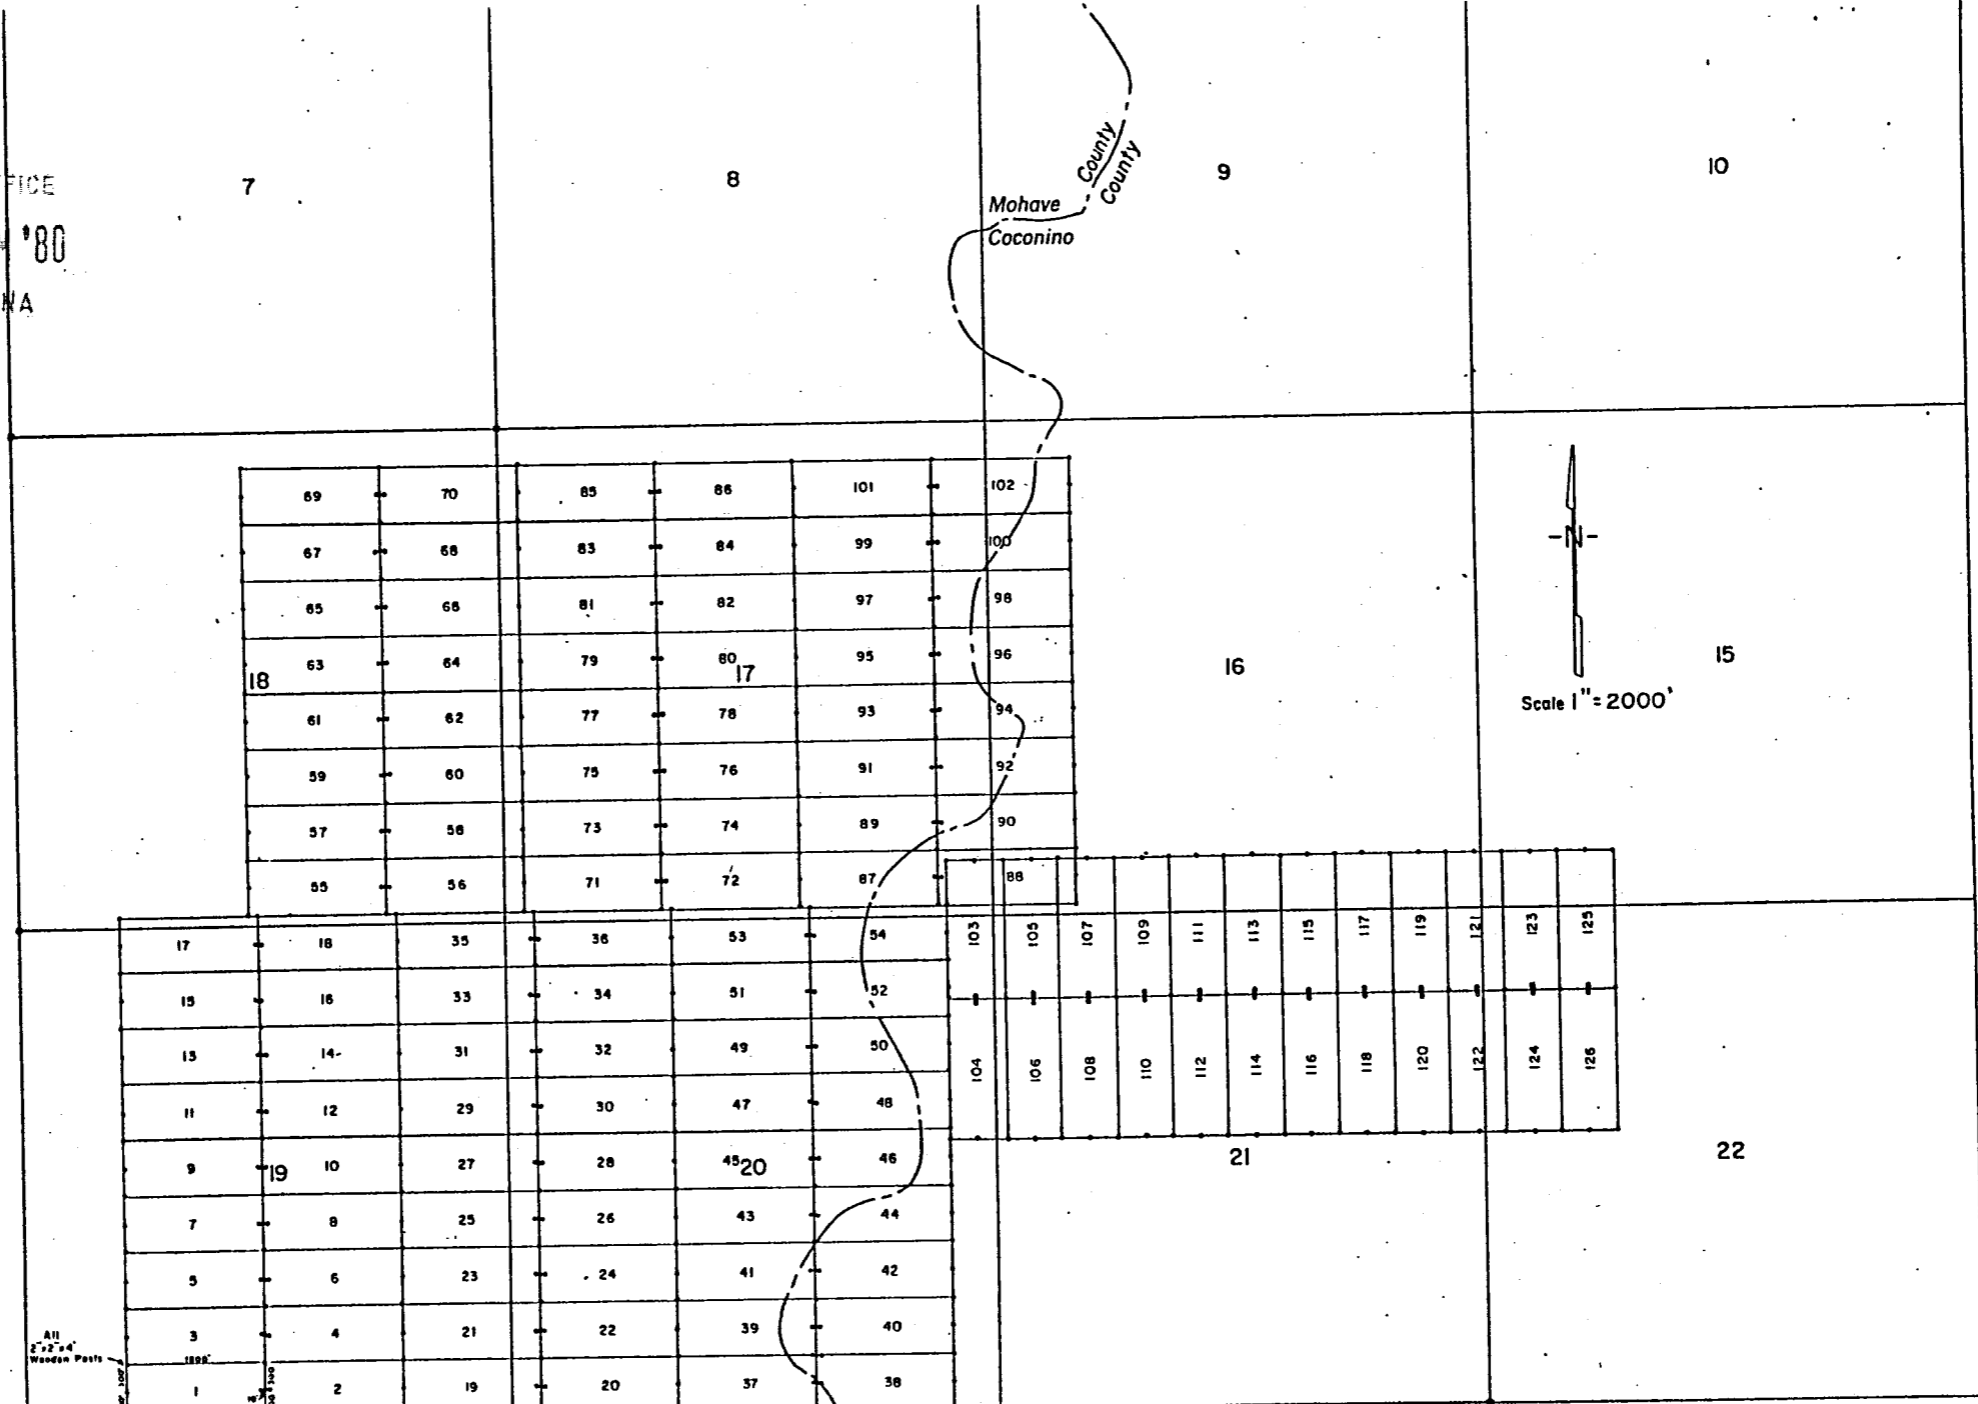 7
8
9
10
County
County
Mohave
Coconino
'80
69 70 85 86 101 102
67 68 83 84 99 100
N
65 66 81 82 97 98
63 64 79 80 95 96
18 17 16 15
61 62 77 78 93 94
Scale 1" = 2000'
59 60 75 76 91 92
57 58 73 74 89 90
55 56 71 72 87 88
17 18 35 36 53 54
103 105 107 109 111 113 115 117 119 121 123 125
15 16 33 34 51 52
13 14 31 32 49 50
104 106 108 110 112 114 116 118 120 122 124 126
11 12 29 30 47 48
9 10 27 28 45 46
19 20 21 22
7 8 25 26 43 44
5 6 23 24 41 42
3 4 21 22 39 40
All
2"x2"x4'
Wooden Posts
1 2 19 20 37 38